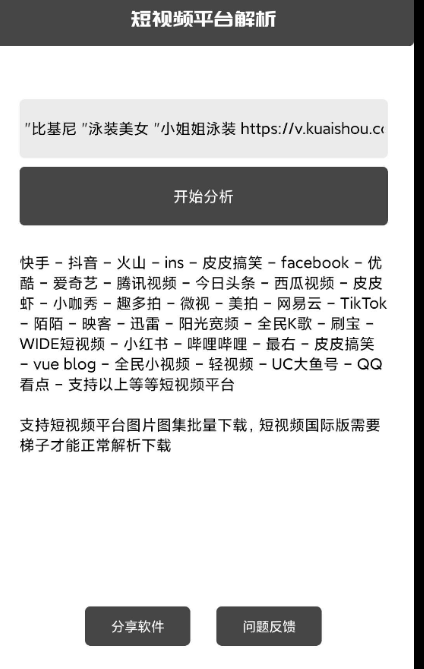 短视频平台解析
"比基尼 "泳装美女 "小姐姐泳装 https://v.kuaishou.co
开始分析
快手 - 抖音 - 火山 - ins - 皮皮搞笑 - facebook - 优
酷 - 爱奇艺 - 腾讯视频 - 今日头条 - 西瓜视频 - 皮皮
虾 - 小咖秀 - 趣多拍 - 微视 - 美拍 - 网易云 - TikTok
- 陌陌 - 映客 - 迅雷 - 阳光宽频 - 全民K歌 - 刷宝 -
WIDE短视频 - 小红书 - 哔哩哔哩 - 最右 - 皮皮搞笑
- vue blog - 全民小视频 - 轻视频 - UC大鱼号 - QQ
看点 - 支持以上等等短视频平台
支持短视频平台图片图集批量下载, 短视频国际版需要
梯子才能正常解析下载
分享软件
问题反馈